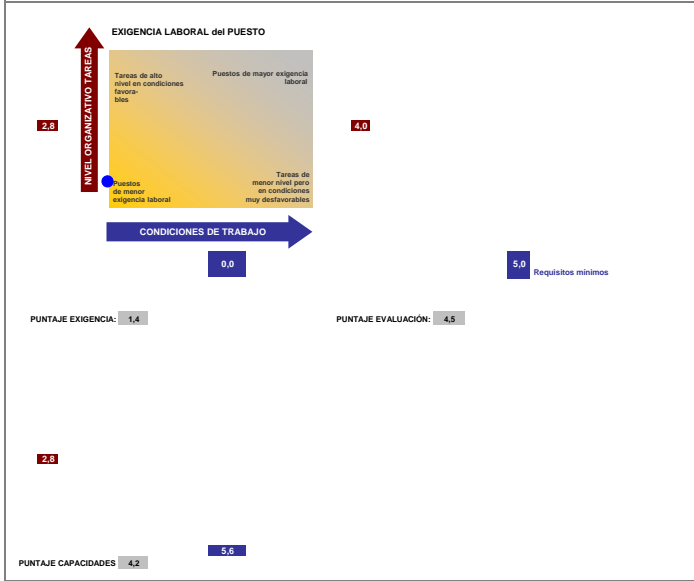 EXIGENCIA LABORAL del PUESTO
NIVEL ORGANIZATIVO TAREAS
Tareas de alto
nivel en condiciones
favora-
bles
Puestos de mayor exigencia
laboral
2,8
4,0
Puestos
de menor
exigencia laboral
Tareas de
menor nivel pero
en condiciones
muy desfavorables
CONDICIONES DE TRABAJO
0,0
5,0
Requisitos mínimos
PUNTAJE EXIGENCIA: 1,4
PUNTAJE EVALUACIÓN: 4,5
2,8
5,6
PUNTAJE CAPACIDADES 4,2